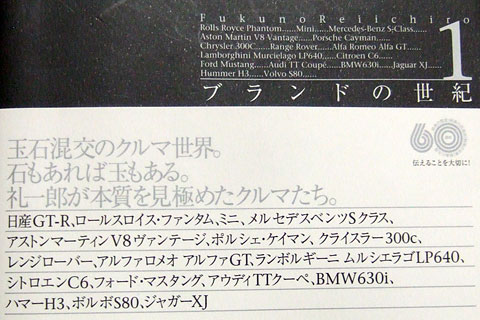 Fukuno Reiichiro
Rolls Royce Phantom......Mini......Mercedes-Benz S-Class......
Aston Martin V8 Vantage......Porsche Cayman......
Chrysler 300C......Range Rover......Alfa Romeo Alfa GT......
Lamborghini Murcielago LP640......Citroen C6......
Ford Mustang......Audi TT Coupé......BMW630i......Jaguar XJ......
Hummer H3......Volvo S80......
1
ブランドの世紀
玉石混交のクルマ世界。
石もあれば玉もある。
礼一郎が本質を見極めたクルマたち。
60
伝えることを大切に!
日産GT-R、ロールスロイス・ファンタム、ミニ、メルセデスベンツSクラス、
アストンマーティンV8ヴァンテージ、ポルシェ・ケイマン、クライスラー300c、
レンジローバー、アルファロメオ アルファGT、ランボルギーニ ムルシエラゴLP640、
シトロエンC6、フォード・マスタング、アウディTTクーペ、BMW630i、
ハマーH3、ボルボS80、ジャガーXJ